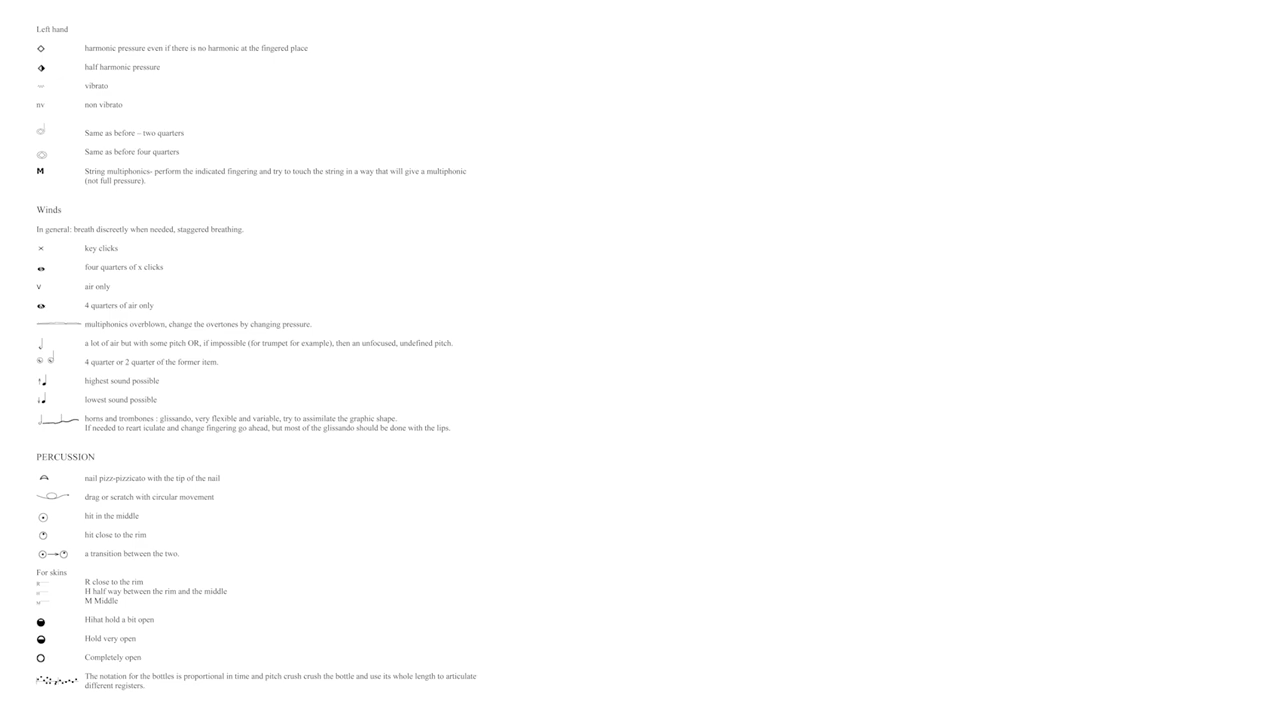 Left hand
harmonic pressure even if there is no harmonic at the fingered place
half harmonic pressure
vibrato
nv non vibrato
Same as before – two quarters
Same as before four quarters
M String multiphonics- perform the indicated fingering and try to touch the string in a way that will give a multiphonic
(not full pressure).
Winds
In general: breath discreetly when needed, staggered breathing.
× key clicks
four quarters of x clicks
V air only
4 quarters of air only
multiphonics overblown, change the overtones by changing pressure.
a lot of air but with some pitch OR, if impossible (for trumpet for example), then an unfocused, undefined pitch.
4 quarter or 2 quarter of the former item.
highest sound possible
lowest sound possible
horns and trombones : glissando, very flexible and variable, try to assimilate the graphic shape.
If needed to reart iculate and change fingering go ahead, but most of the glissando should be done with the lips.
PERCUSSION
nail pizz-pizzicato with the tip of the nail
drag or scratch with circular movement
hit in the middle
hit close to the rim
a transition between the two.
For skins
R R close to the rim
H H half way between the rim and the middle
M M Middle
Hihat hold a bit open
Hold very open
Completely open
The notation for the bottles is proportional in time and pitch crush crush the bottle and use its whole length to articulate
different registers.